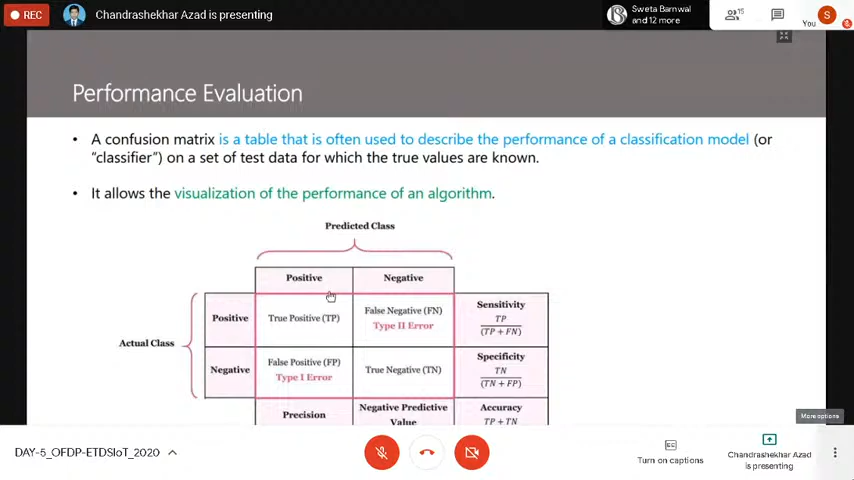 REC
Chandrashekhar Azad is presenting
Sweta Barnwal
and 12 more
15
You
S
Performance Evaluation
• A confusion matrix is a table that is often used to describe the performance of a classification model (or
“classifier”) on a set of test data for which the true values are known.
• It allows the visualization of the performance of an algorithm.
Predicted Class
Positive
Negative
Actual Class
Positive
True Positive (TP)
False Negative (FN)
Type II Error
Sensitivity
TP
(TP + FN)
Negative
False Positive (FP)
Type I Error
True Negative (TN)
Specificity
TN
(TN + FP)
Precision
Negative Predictive
Value
Accuracy
TP + TN
More options
DAY-5_OFDP-ETDSIoT_2020
Turn on captions
Chandrashekhar Azad
is presenting